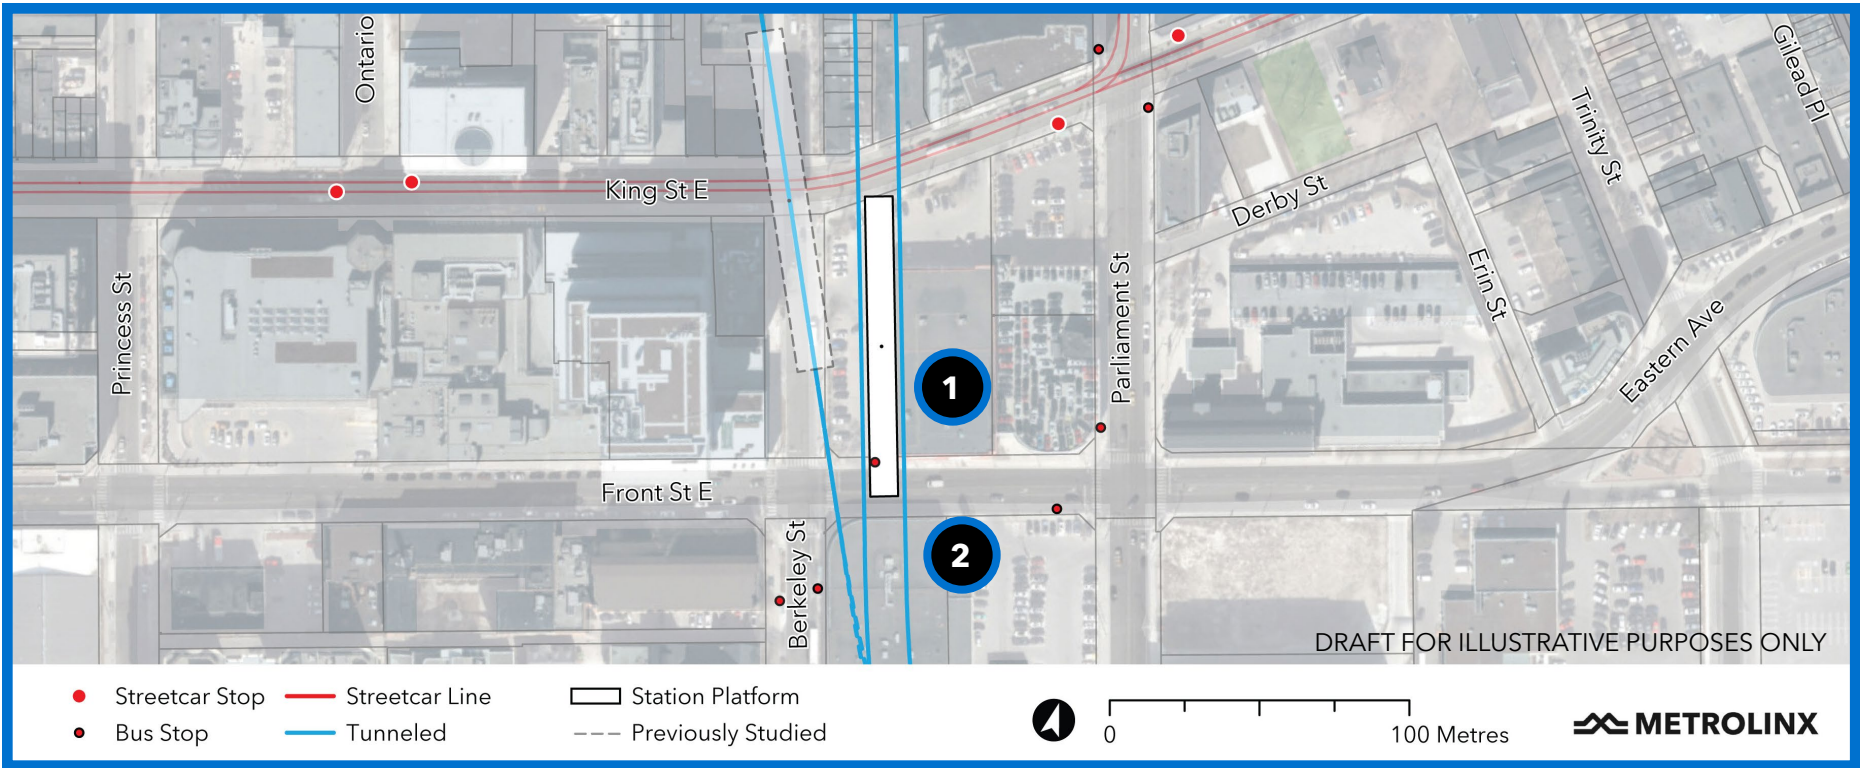 Ontario
Gilead Pl
Trinity St
King St E
Derby St
Princess St
Parliament St
Erin St
Eastern Ave
1
Front St E
Berkeley St
2
DRAFT FOR ILLUSTRATIVE PURPOSES ONLY
Streetcar Stop
Streetcar Line
Station Platform
Bus Stop
Tunneled
Previously Studied
0
100 Metres
METROLINX